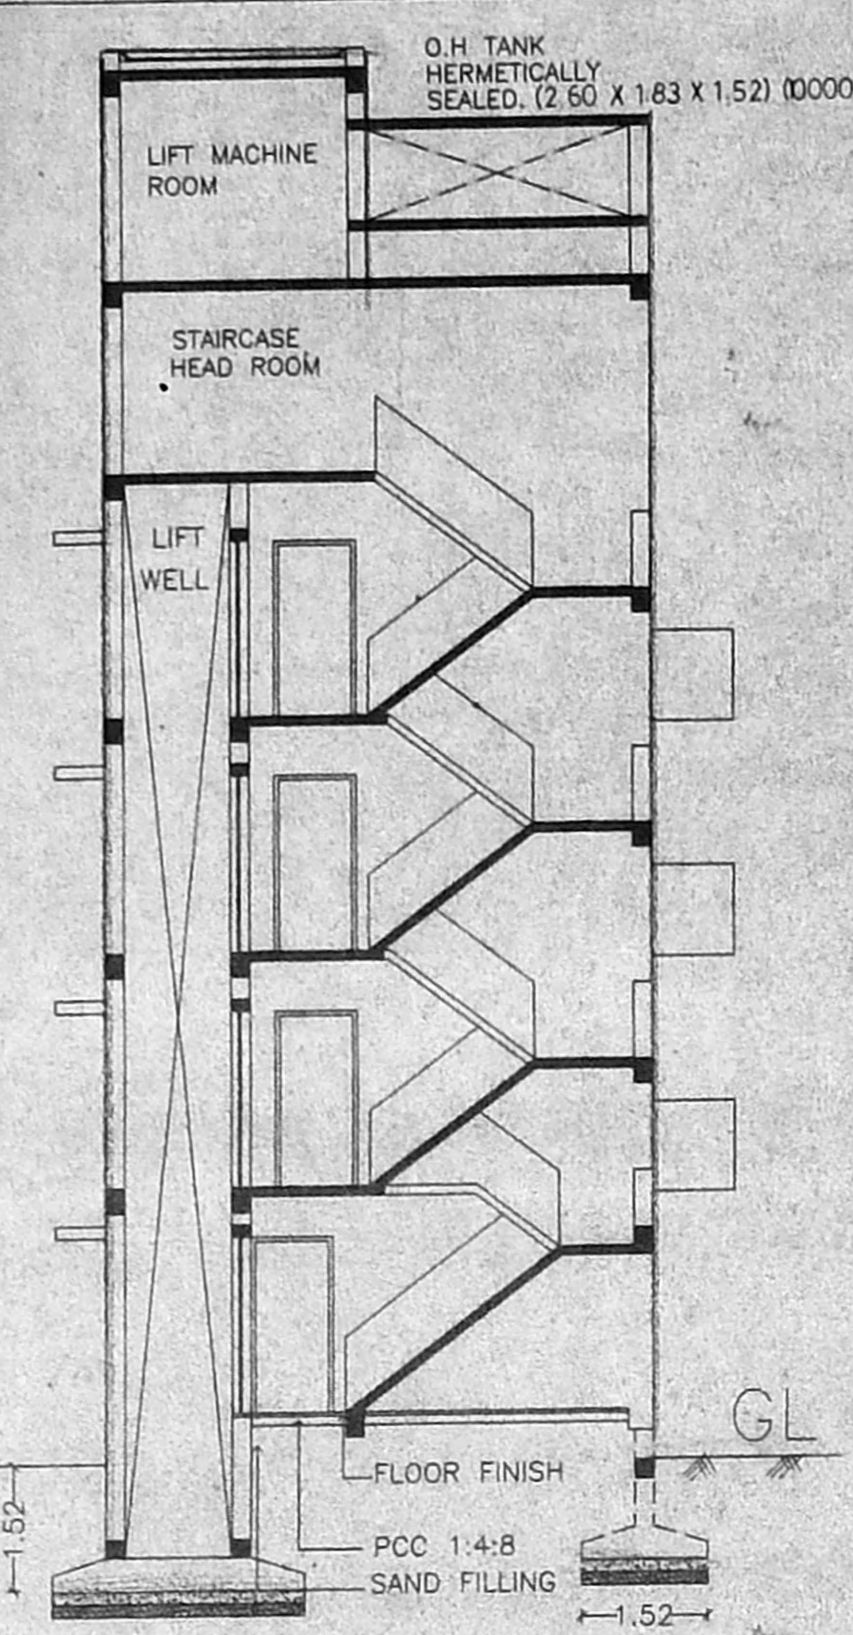 O.H TANK
HERMETICALLY
SEALED. (2.60 X 1.83 X 1.52) (10000
LIFT MACHINE
ROOM
STAIRCASE
HEAD ROOM
LIFT
WELL
GL
FLOOR FINISH
1.52
PCC 1:4:8
SAND FILLING
1.52